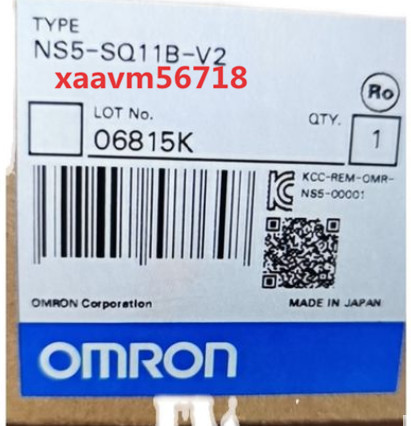 TYPE
NS5-SQ11B-V2
xaavm56718
Ro
LOT No.
QTY.
06815K
1
KCC-REM-OMR-
NS5-00001
OMRON Corporation
MADE IN JAPAN
OMRON